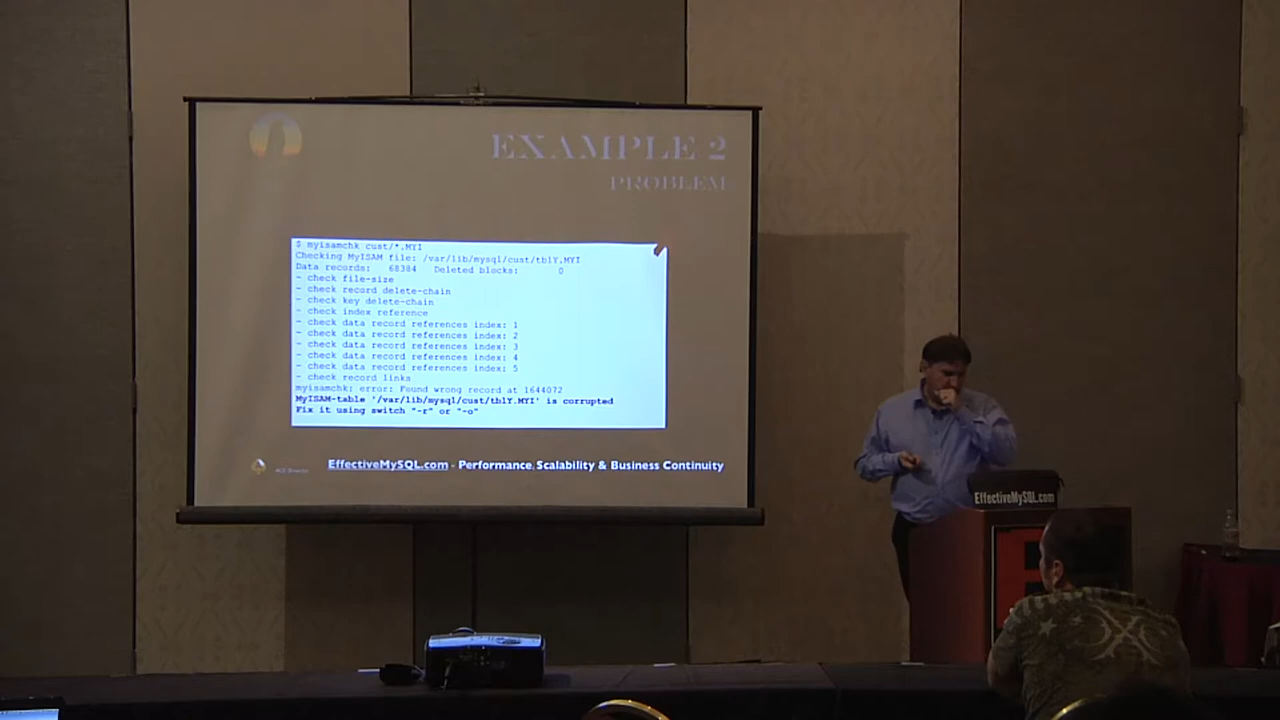 EXAMPLE 2
PROBLEM
$ myisamchk cust/*.MYI
Checking MyISAM file: /var/lib/mysql/cust/tblY.MYI
Data records: 68384 Deleted blocks: 0
- check file-size
- check record delete-chain
- check key delete-chain
- check index reference
- check data record references index: 1
- check data record references index: 2
- check data record references index: 3
- check data record references index: 4
- check data record references index: 5
- check record links
myisamchk: error: Found wrong record at 1644072
MyISAM-table '/var/lib/mysql/cust/tblY.MYI' is corrupted
Fix it using switch "-r" or "-o"
ACE Director
EffectiveMySQL.com - Performance, Scalability & Business Continuity
EffectiveMySQL.com